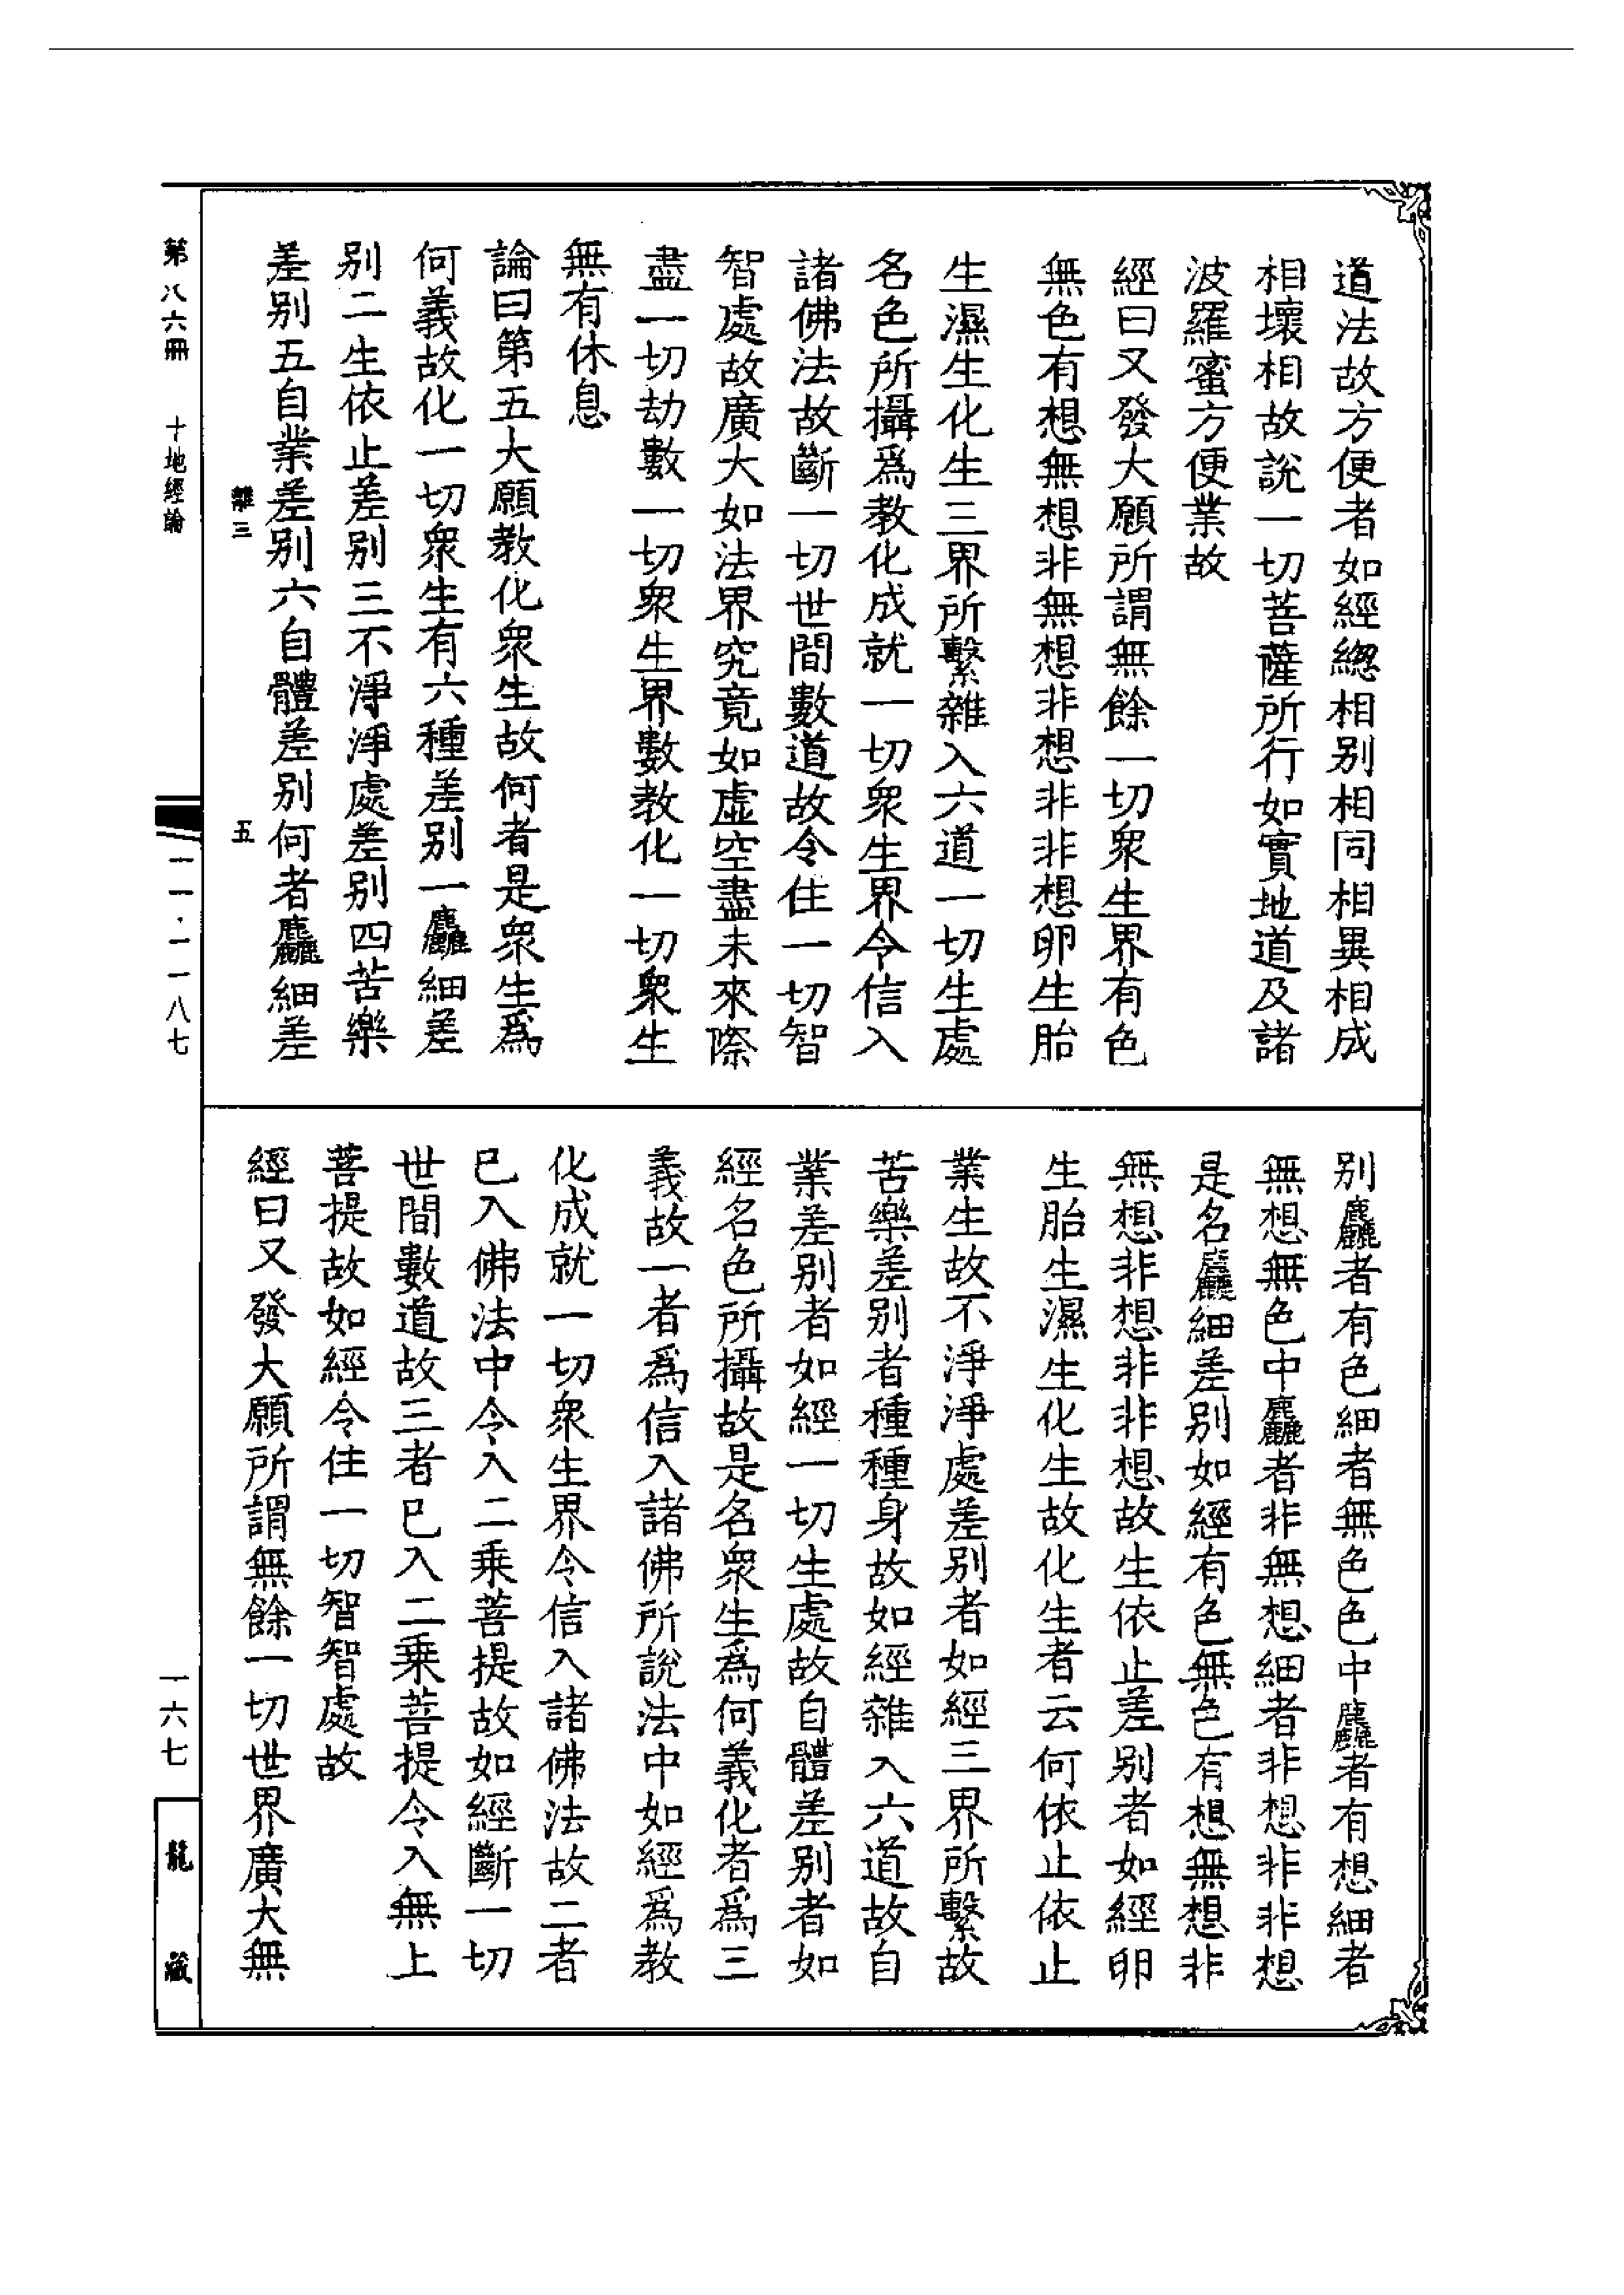 道法故方便者如經總相别相同相異相成
相壞相故說一切菩薩所行如實地道及諸
波羅蜜方便業故
經曰又發大願所謂無餘一切衆生界有色
無色有想無想非無想非想非非想卵生胎
生濕生化生三界所繫雜入六道一切生處
名色所攝爲教化成就一切衆生界令信入
諸佛法故斷一切世間數道故令住一切智
智處故廣大如法界究竟如虛空盡未來際
盡一切劫數一切衆生界數教化一切衆生
無有休息
論曰第五大願教化衆生故何者是衆生爲
何義故化一切衆生有六種差别一麤細差
别二生依止差别三不淨淨處差别四苦樂
差别五自業差别六自體差别何者麤細差
别麤者有色細者無色色中麤者有想細者
無想無色中麤者非無想細者非想非非想
是名麤細差别如經有色無色有想無想非
無想非想非非想故生依止差别者如經卵
生胎生濕生化生故化生者云何依止依止
業生故不淨淨處差别者如經三界所繫故
苦樂差别者種種身故如經雜入六道故自
業差别者如經一切生處故自體差别者如
經名色所攝故是名衆生爲何義化者爲三
義故一者爲信入諸佛所說法中如經爲教
化成就一切衆生界令信入諸佛法故二者
已入佛法中令入二乘菩提故如經斷一切
世間數道故三者已入二乘菩提令入無上
菩提故如經令住一切智智處故
經曰又發大願所謂無餘一切世界廣大無
離三 五
第八六冊 十地經論 一一·一一八七 一六七 龍藏